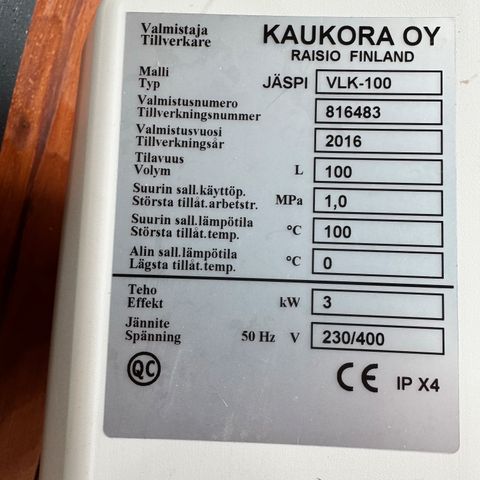 Valmistaja
Tillverkare
KAUKORA OY
RAISIO FINLAND
Malli
Typ
JÄSPI VLK-100
Valmistusnumero
Tillverkningsnummer
816483
Valmistusvuosi
Tillverkningsår
2016
Tilavuus
Volym
L 100
Suurin sall.käyttöp.
Största tillåt.arbetstr.
MPa 1,0
Suurin sall.lämpötila
Största tillåt.temp.
°C 100
Alin sall.lämpötila
Lägsta tillåt.temp.
°C 0
Teho
Effekt
kW 3
Jännite
Spänning
50 Hz V 230/400
QC
CE IP X4